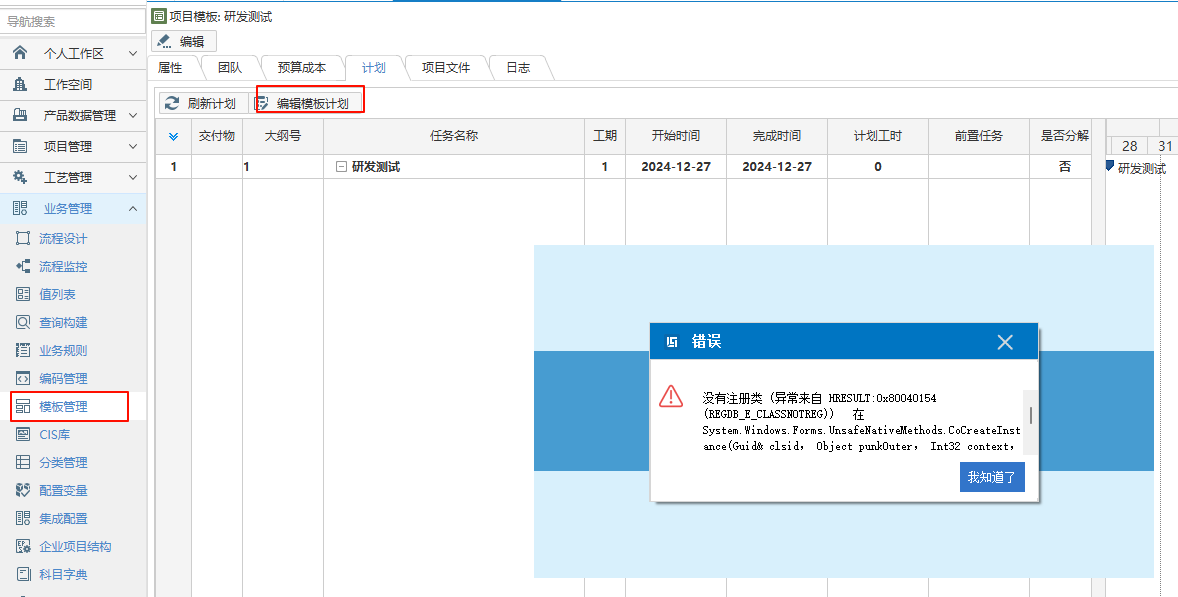 导航搜索
个人工作区
工作空间
产品数据管理
项目管理
工艺管理
业务管理
流程设计
流程监控
值列表
查询构建
业务规则
编码管理
模板管理
CIS库
分类管理
配置变量
集成配置
企业项目结构
科目字典
项目模板: 研发测试
编辑
属性 团队 预算成本 计划 项目文件 日志
刷新计划 编辑模板计划
交付物 大纲号 任务名称 工期 开始时间 完成时间 计划工时 前置任务 是否分解 28 31
1 1 研发测试 1 2024-12-27 2024-12-27 0 否 研发测试
错误
没有注册类 (异常来自 HRESULT:0x80040154
(REGDB_E_CLASSNOTREG)) 在
System.Windows.Forms.UnsafeNativeMethods.CoCreateInst
ance(Guid& clsid, Object punkOuter, Int32 context,
我知道了